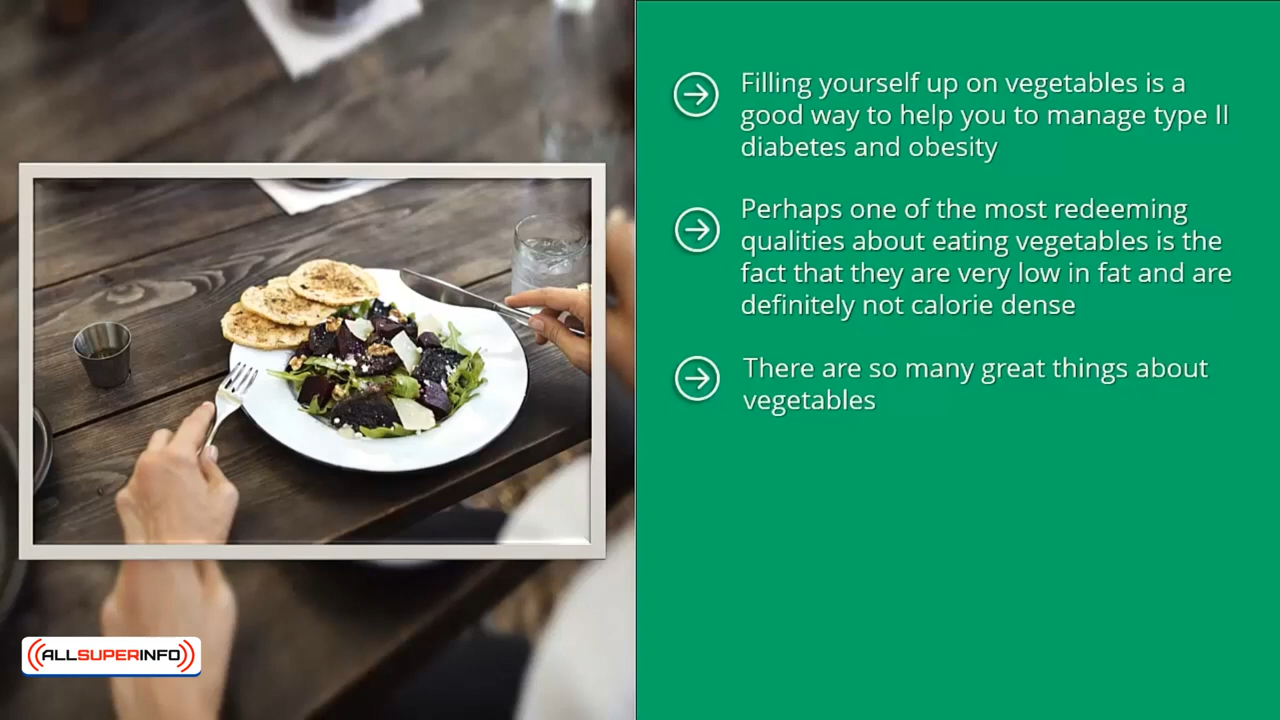 Filling yourself up on vegetables is a
good way to help you to manage type II
diabetes and obesity
Perhaps one of the most redeeming
qualities about eating vegetables is the
fact that they are very low in fat and are
definitely not calorie dense
There are so many great things about
vegetables
ALLSUPERINFO